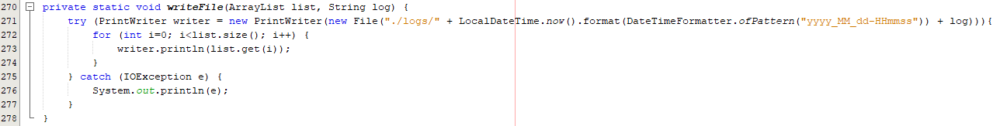 270 private static void writeFile(ArrayList list, String log) {
271 try (PrintWriter writer = new PrintWriter(new File("./logs/" + LocalDateTime.now().format(DateTimeFormatter.ofPattern("yyyy_MM_dd-HHmmss")) + log))){
272 for (int i=0; i<list.size(); i++) {
273 writer.println(list.get(i));
274 }
275 } catch (IOException e) {
276 System.out.println(e);
277 }
278 }